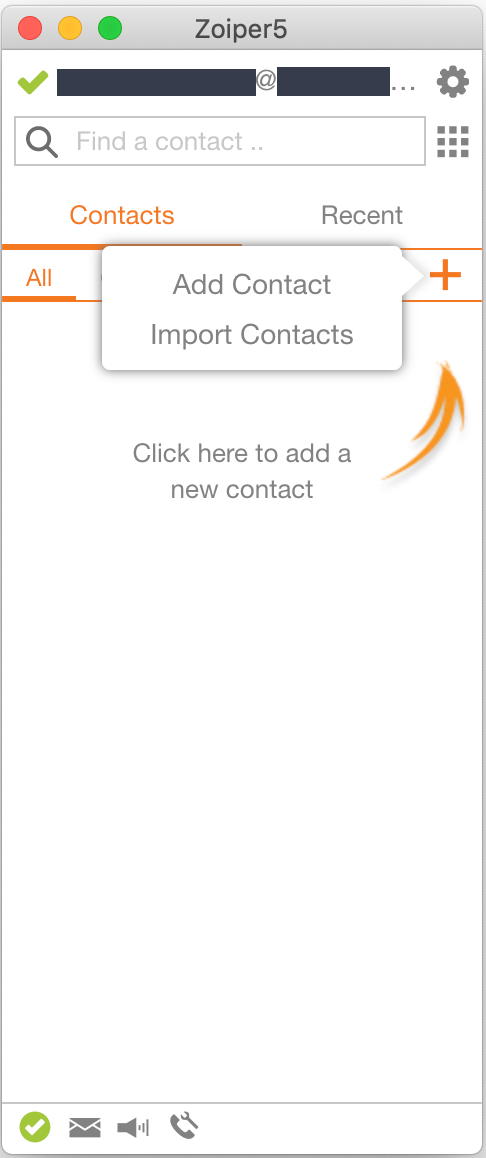 Zoiper5
@ ...
Find a contact ..
Contacts Recent
All
Add Contact
Import Contacts
Click here to add a
new contact